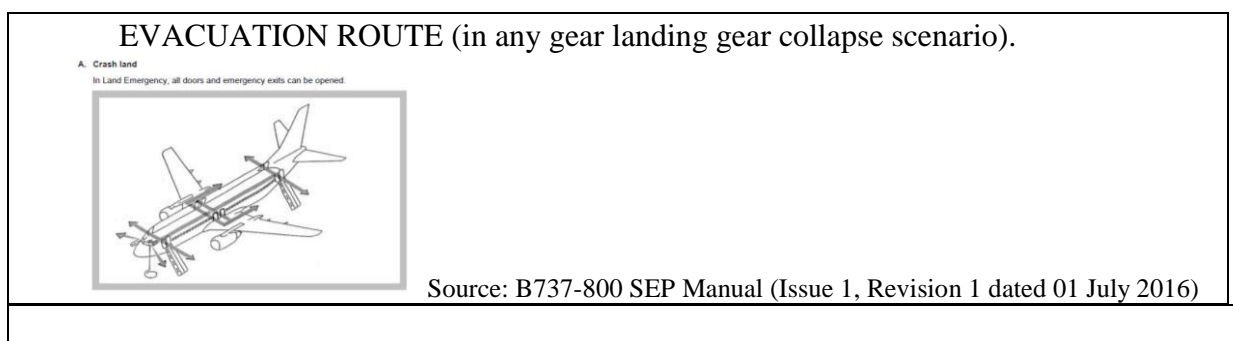 EVACUATION ROUTE (in any gear landing gear collapse scenario).
A. Crash land
In Land Emergency, all doors and emergency exits can be opened.
Source: B737-800 SEP Manual (Issue 1, Revision 1 dated 01 July 2016)